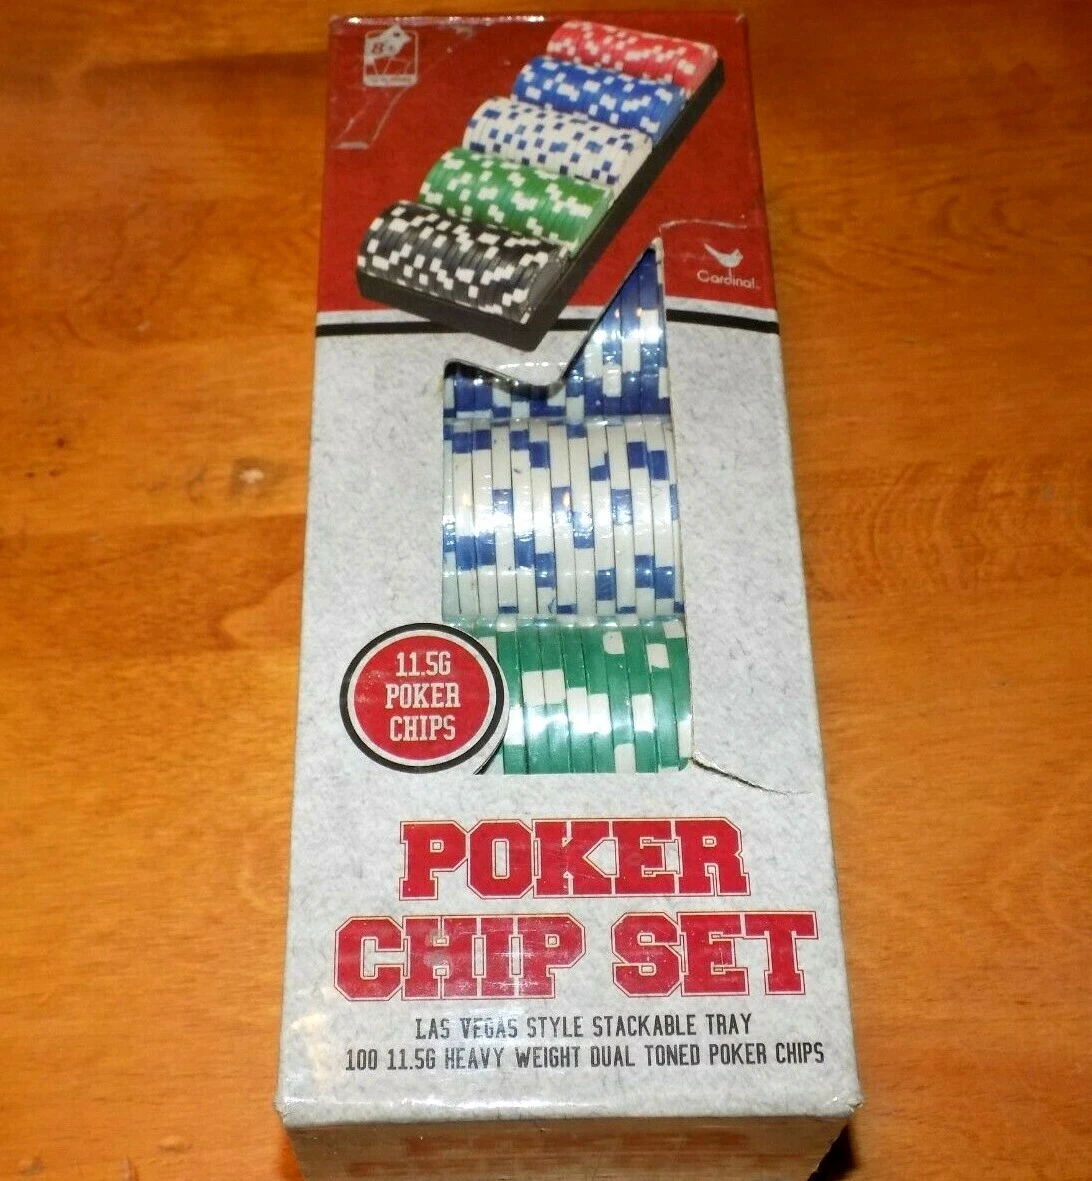 8+
Cardinal
11.5G
POKER
CHIPS
POKER
CHIP SET
LAS VEGAS STYLE STACKABLE TRAY
100 11.5G HEAVY WEIGHT DUAL TONED POKER CHIPS